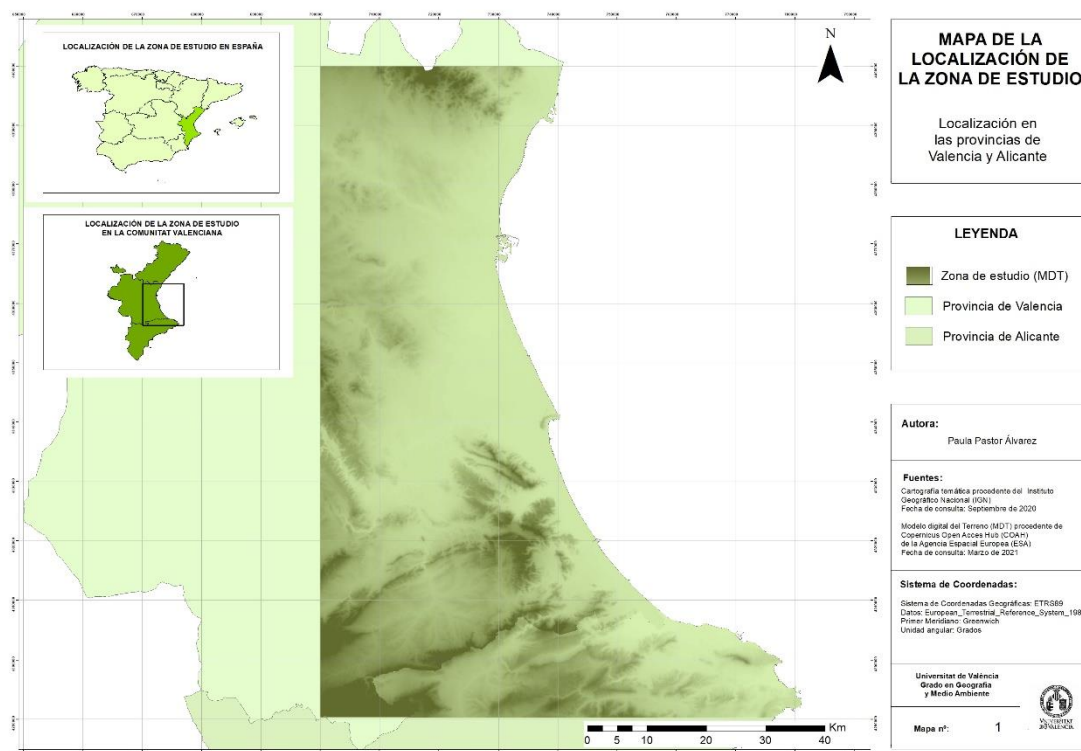 LOCALIZACIÓN DE LA ZONA DE ESTUDIO EN ESPAÑA
LOCALIZACIÓN DE LA ZONA DE ESTUDIO
EN LA COMUNITAT VALENCIANA
N
Km
0 5 10 20 30 40
MAPA DE LA
LOCALIZACIÓN DE
LA ZONA DE ESTUDIO
Localización en
las provincias de
Valencia y Alicante
LEYENDA
Zona de estudio (MDT)
Provincia de Valencia
Provincia de Alicante
Autora:
Paula Pastor Álvarez
Fuentes:
Cartografía temática procedente del Instituto
Geográfico Nacional (IGN)
Fecha de consulta: Septiembre de 2020
Modelo digital del Terreno (MDT) procedente de
Copernicus Open Acces Hub (COAH)
de la Agencia Espacial Europea (ESA)
Fecha de consulta: Marzo de 2021
Sistema de Coordenadas:
Sistema de Coordenadas Geográficas: ETRS89
Datos: European_Terrestrial_Reference_System_198
Primer Meridiano: Greenwich
Unidad angular: Grados
Universitat de València
Grado en Geografía
y Medio Ambiente
Mapa nº: 1